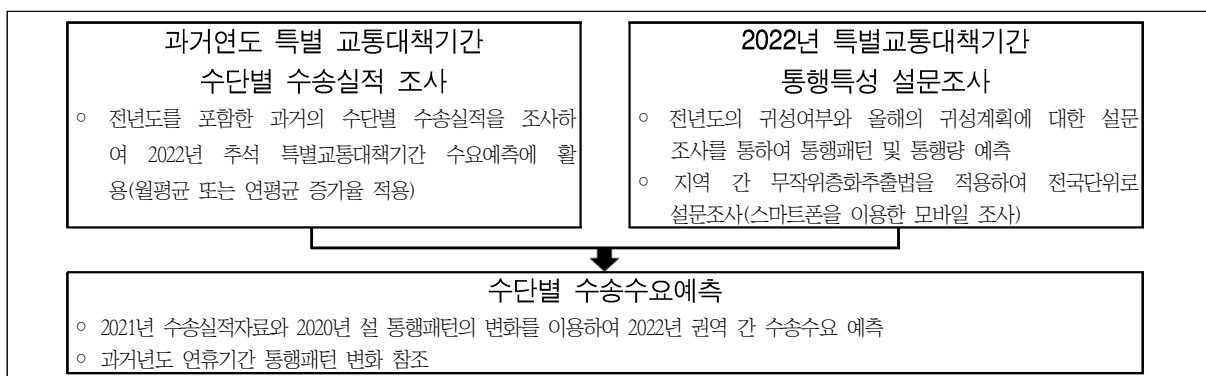 과거연도 특별 교통대책기간
수단별 수송실적 조사
○ 전년도를 포함한 과거의 수단별 수송실적을 조사하
여 2022년 추석 특별교통대책기간 수요예측에 활
용(월평균 또는 연평균 증가율 적용)
2022년 특별교통대책기간
통행특성 설문조사
○ 전년도의 귀성여부와 올해의 귀성계획에 대한 설문
조사를 통하여 통행패턴 및 통행량 예측
○ 지역 간 무작위층화추출법을 적용하여 전국단위로
설문조사(스마트폰을 이용한 모바일 조사)
수단별 수송수요예측
○ 2021년 수송실적자료와 2020년 설 통행패턴의 변화를 이용하여 2022년 권역 간 수송수요 예측
○ 과거년도 연휴기간 통행패턴 변화 참조